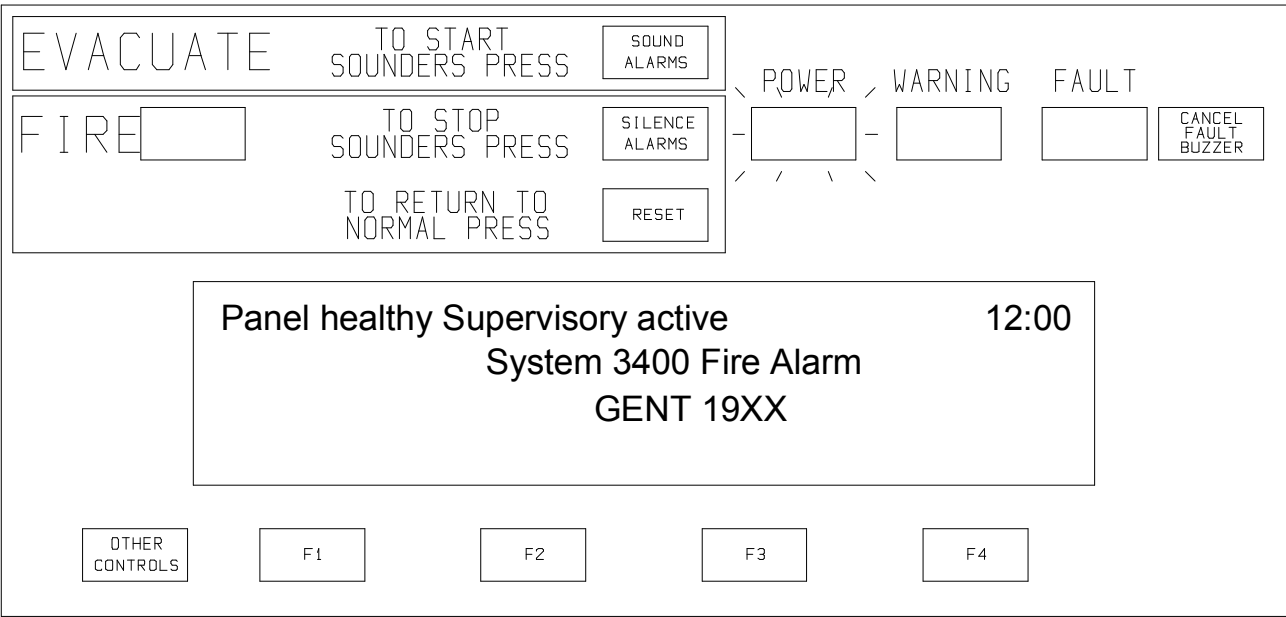 EVACUATE
TO START
SOUNDERS PRESS
SOUND
ALARMS
FIRE
TO STOP
SOUNDERS PRESS
SILENCE
ALARMS
TO RETURN TO
NORMAL PRESS
RESET
POWER
WARNING
FAULT
CANCEL
FAULT
BUZZER
Panel healthy Supervisory active 12:00
System 3400 Fire Alarm
GENT 19XX
OTHER
CONTROLS
F1
F2
F3
F4